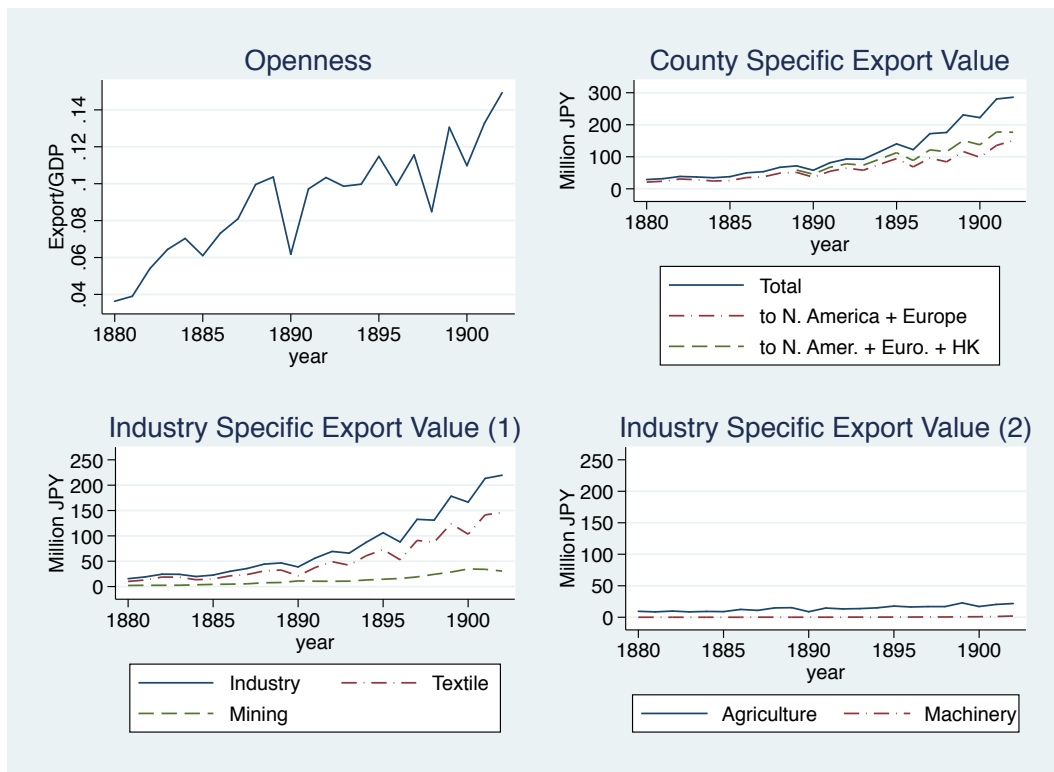 Openness
Export/GDP
.04 .06 .08 .1 .12 .14
1880 1885 1890 1895 1900
year
County Specific Export Value
Million JPY
300
200
100
0
1880 1885 1890 1895 1900
year
Total
to N. America + Europe
to N. Amer. + Euro. + HK
Industry Specific Export Value (1)
Million JPY
250
200
150
100
50
0
1880 1885 1890 1895 1900
year
Industry Textile
Mining
Industry Specific Export Value (2)
Million JPY
250
200
150
100
50
0
1880 1885 1890 1895 1900
year
Agriculture Machinery